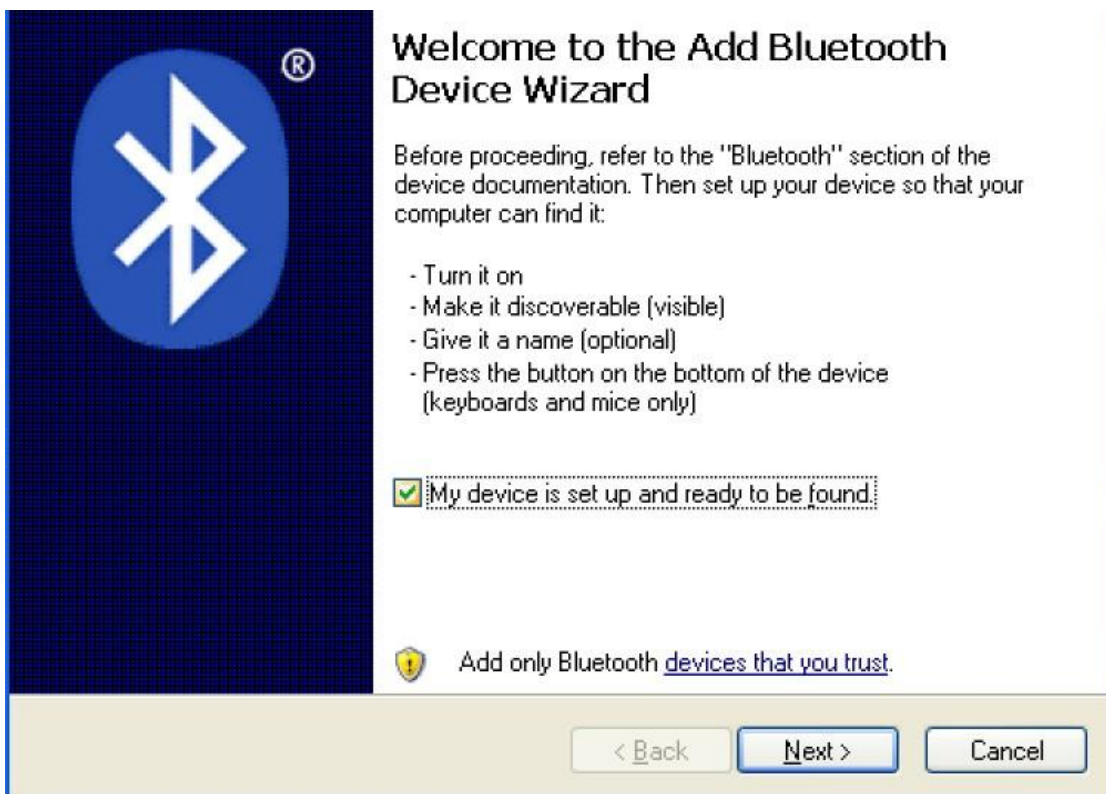 ®
Welcome to the Add Bluetooth
Device Wizard
Before proceeding, refer to the "Bluetooth" section of the
device documentation. Then set up your device so that your
computer can find it:
- Turn it on
- Make it discoverable (visible)
- Give it a name (optional)
- Press the button on the bottom of the device
(keyboards and mice only)
My device is set up and ready to be found.
Add only Bluetooth devices that you trust.
< Back Next > Cancel